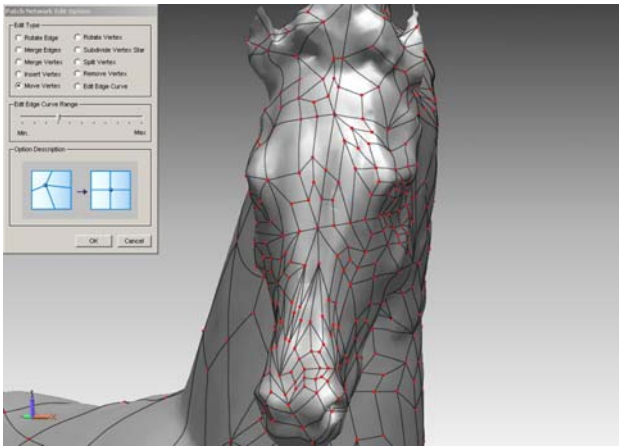 Patch Network Edit Options
Edit Type
Rotate Edge Rotate Vertex
Merge Edges Subdivide Vertex Star
Merge Vertex Split Vertex
Insert Vertex Remove Vertex
Move Vertex Edit Edge Curve
Edit Edge Curve Range
Min. Max
Option Description
OK Cancel